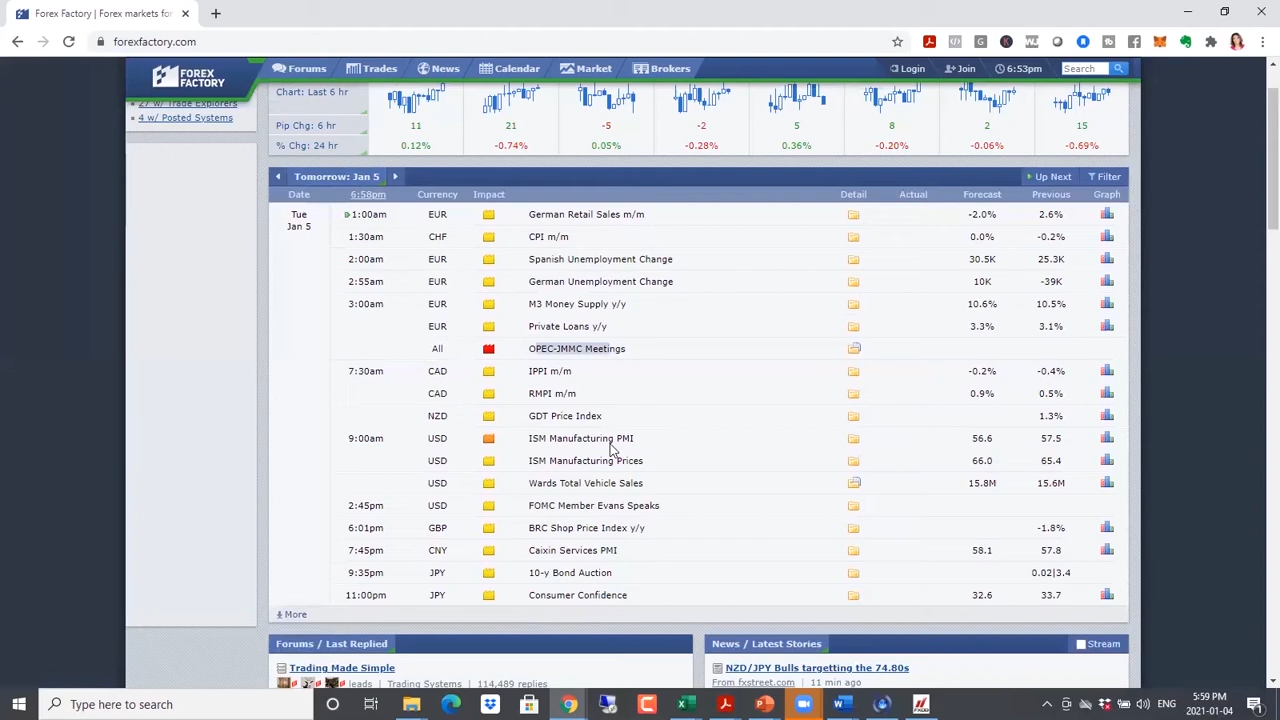 Forex Factory | Forex markets for
forexfactory.com
FOREX FACTORY
Forums Trades News Calendar Market Brokers Login Join 6:53pm Search
27 w/ Trade Explorers
4 w/ Posted Systems
Chart: Last 6 hr
Pip Chg: 6 hr 11 21 -5 -2 5 8 2 15
% Chg: 24 hr 0.12% -0.74% 0.05% -0.28% 0.36% -0.20% -0.06% -0.69%
Tomorrow: Jan 5 Up Next Filter
Date 6:58pm Currency Impact Detail Actual Forecast Previous Graph
Tue Jan 5 1:00am EUR German Retail Sales m/m -2.0% 2.6%
1:30am CHF CPI m/m 0.0% -0.2%
2:00am EUR Spanish Unemployment Change 30.5K 25.3K
2:55am EUR German Unemployment Change 10K -39K
3:00am EUR M3 Money Supply y/y 10.6% 10.5%
EUR Private Loans y/y 3.3% 3.1%
All OPEC-JMMC Meetings
7:30am CAD IPPI m/m -0.2% -0.4%
CAD RMPI m/m 0.9% 0.5%
NZD GDT Price Index 1.3%
9:00am USD ISM Manufacturing PMI 56.6 57.5
USD ISM Manufacturing Prices 66.0 65.4
USD Wards Total Vehicle Sales 15.8M 15.6M
2:45pm USD FOMC Member Evans Speaks
6:01pm GBP BRC Shop Price Index y/y -1.8%
7:45pm CNY Caixin Services PMI 58.1 57.8
9:35pm JPY 10-y Bond Auction 0.02|3.4
11:00pm JPY Consumer Confidence 32.6 33.7
More
Forums / Last Replied News / Latest Stories Stream
Trading Made Simple NZD/JPY Bulls targetting the 74.80s
leads | Trading Systems | 114,489 replies From fxstreet.com | 11 min ago
Type here to search
ENG 5:59 PM
2021-01-04